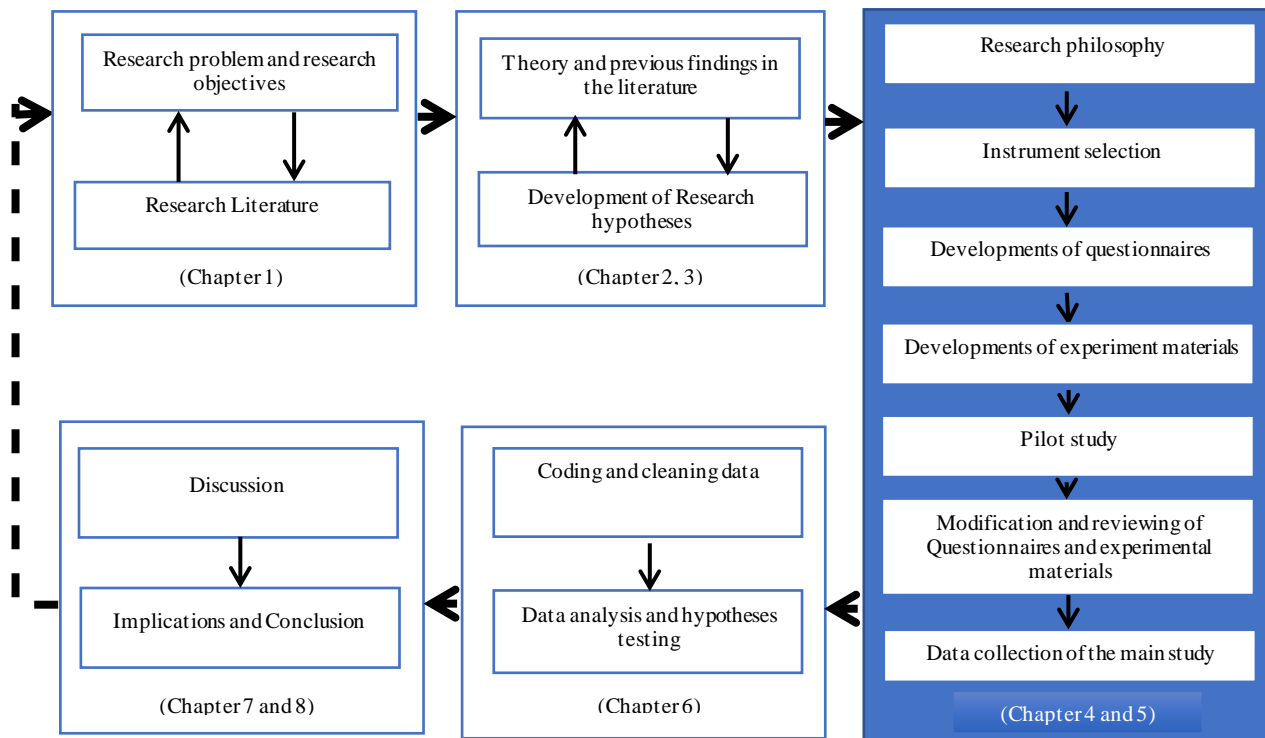 Research problem and research
objectives
Research Literature
(Chapter 1)
Theory and previous findings in
the literature
Development of Research
hypotheses
(Chapter 2, 3)
Research philosophy
Instrument selection
Developments of questionnaires
Developments of experiment materials
Pilot study
Modification and reviewing of
Questionnaires and experimental
materials
Data collection of the main study
(Chapter 4 and 5)
Coding and cleaning data
Data analysis and hypotheses
testing
(Chapter 6)
Discussion
Implications and Conclusion
(Chapter 7 and 8)